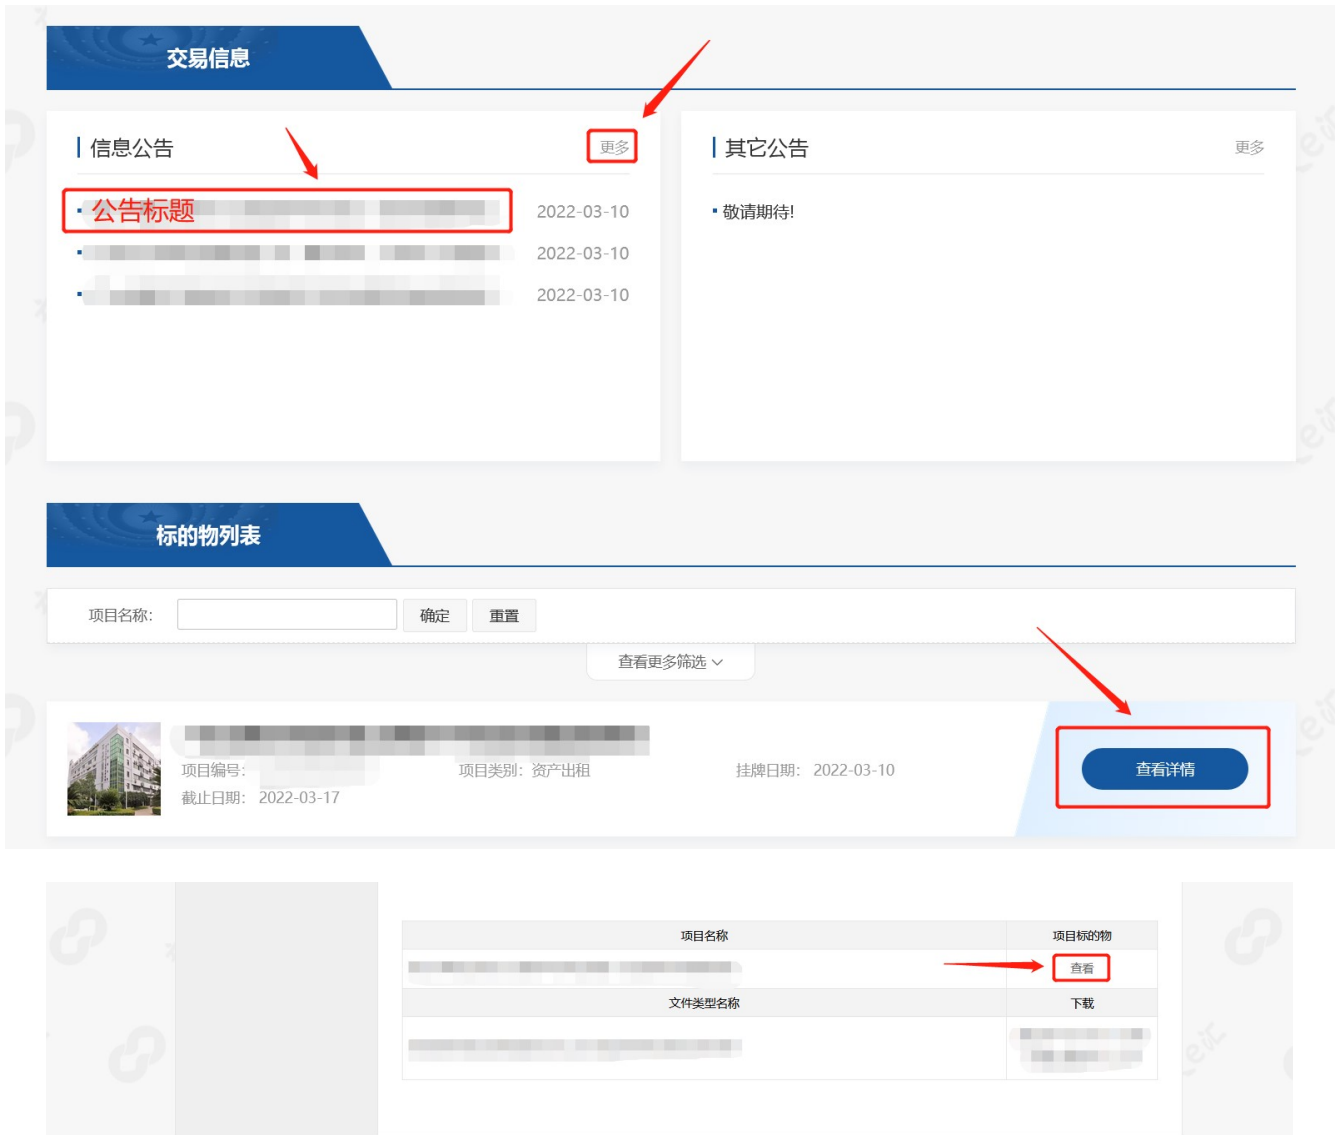 交易信息
信息公告
更多
公告标题
2022-03-10
2022-03-10
2022-03-10
其它公告
更多
敬请期待!
标的物列表
项目名称:
确定
重置
查看更多筛选
项目编号:
项目类别: 资产出租
挂牌日期: 2022-03-10
截止日期: 2022-03-17
查看详情
项目名称
项目标的物
查看
文件类型名称
下载